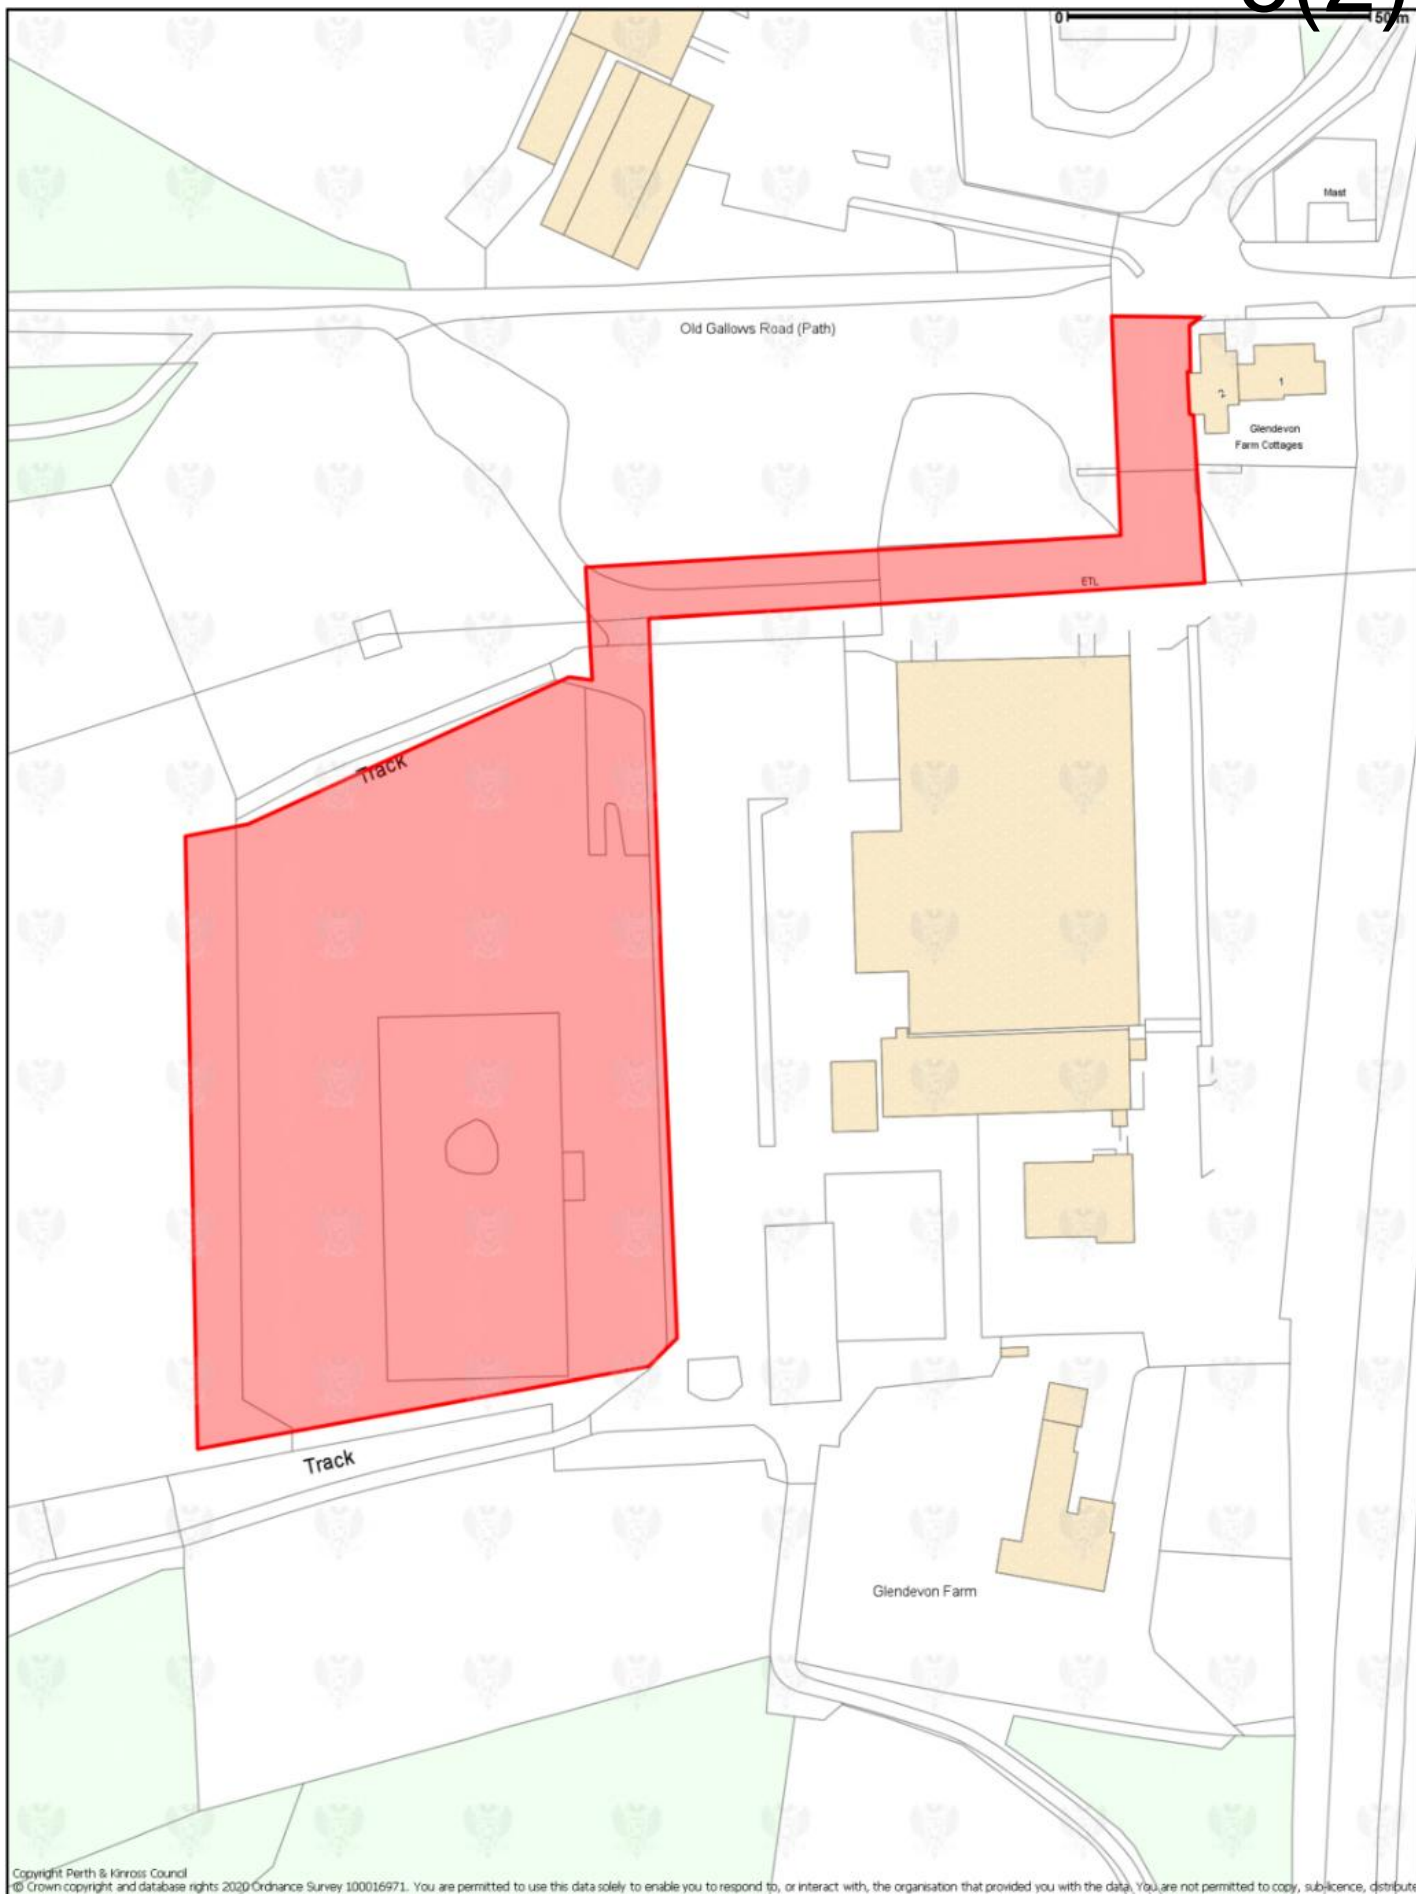 0 50m
Mast
Old Gallows Road (Path)
2 1
Glendevon
Farm Cottages
ETL
Track
Track
Glendevon Farm
Copyright Perth & Kinross Council
© Crown copyright and database rights 2020 Ordnance Survey 100016971. You are permitted to use this data solely to enable you to respond to, or interact with, the organisation that provided you with the data. You are not permitted to copy, sub-licence, distribute